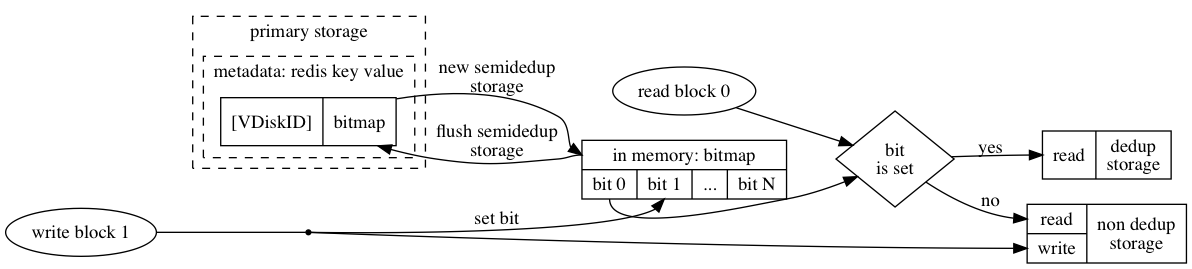 primary storage
metadata: redis key value
[VDiskID]
bitmap
new semidedup
storage
flush semidedup
storage
read block 0
in memory: bitmap
bit 0
bit 1
...
bit N
bit
is set
yes
read
dedup
storage
no
read
write
non dedup
storage
set bit
write block 1